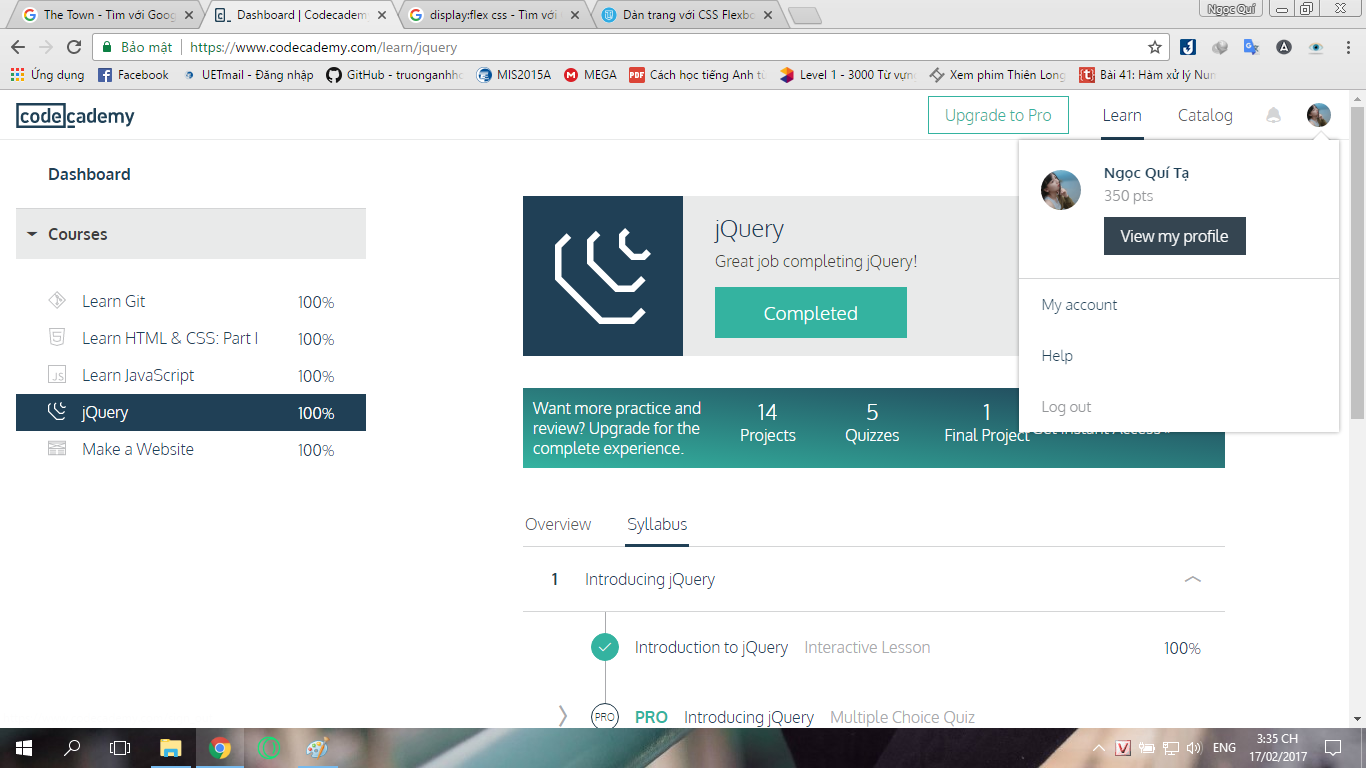 The Town - Tìm với Goog
Dashboard | Codecadem
display:flex css - Tìm với
Dàn trang với CSS Flexbo
Ngọc Quí
Bảo mật
https://www.codecademy.com/learn/jquery
Ứng dụng
Facebook
UETmail - Đăng nhập
GitHub - truonganhho
MIS2015A
MEGA
PDF
Cách học tiếng Anh từ
Level 1 - 3000 Từ vựng
Xem phim Thiên Long
Bài 41: Hàm xử lý Num
codecademy
Upgrade to Pro
Learn
Catalog
Dashboard
Ngọc Quí Tạ
350 pts
View my profile
My account
Help
Log out
Courses
Learn Git 100%
Learn HTML & CSS: Part I 100%
JS Learn JavaScript 100%
jQuery 100%
Make a Website 100%
jQuery
Great job completing jQuery!
Completed
Want more practice and
review? Upgrade for the
complete experience.
14
Projects
5
Quizzes
1
Final Project
Overview
Syllabus
1 Introducing jQuery
Introduction to jQuery Interactive Lesson 100%
PRO PRO Introducing jQuery Multiple Choice Quiz
V
ENG
3:35 CH
17/02/2017